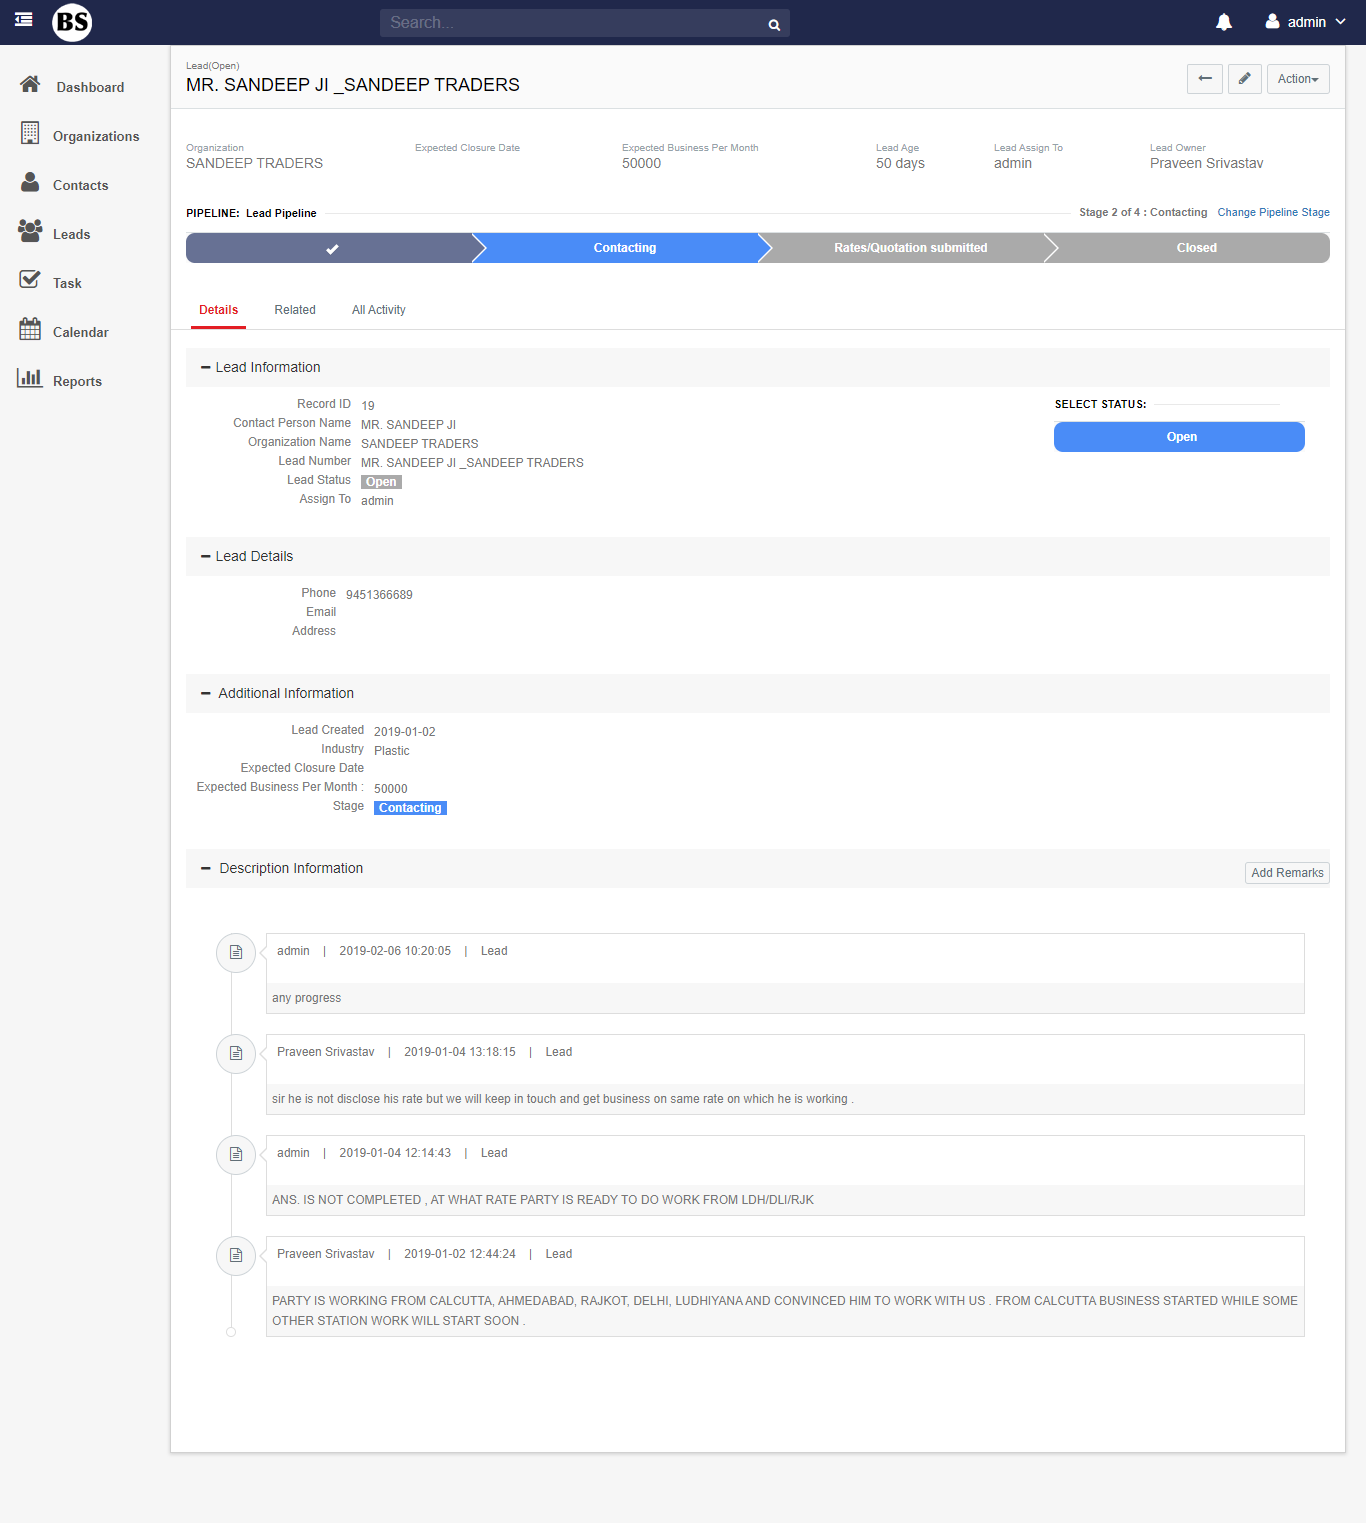 BS
Search...
admin
Dashboard
Organizations
Contacts
Leads
Task
Calendar
Reports
Lead(Open)
MR. SANDEEP JI _SANDEEP TRADERS
Action
Organization
SANDEEP TRADERS
Expected Closure Date
Expected Business Per Month
50000
Lead Age
50 days
Lead Assign To
admin
Lead Owner
Praveen Srivastav
PIPELINE: Lead Pipeline
Stage 2 of 4 : Contacting Change Pipeline Stage
Contacting
Rates/Quotation submitted
Closed
Details
Related
All Activity
Lead Information
Record ID 19
Contact Person Name MR. SANDEEP JI
Organization Name SANDEEP TRADERS
Lead Number MR. SANDEEP JI _SANDEEP TRADERS
Lead Status Open
Assign To admin
SELECT STATUS:
Open
Lead Details
Phone 9451366689
Email
Address
Additional Information
Lead Created 2019-01-02
Industry Plastic
Expected Closure Date
Expected Business Per Month : 50000
Stage Contacting
Description Information
Add Remarks
admin | 2019-02-06 10:20:05 | Lead
any progress
Praveen Srivastav | 2019-01-04 13:18:15 | Lead
sir he is not disclose his rate but we will keep in touch and get business on same rate on which he is working .
admin | 2019-01-04 12:14:43 | Lead
ANS. IS NOT COMPLETED , AT WHAT RATE PARTY IS READY TO DO WORK FROM LDH/DLI/RJK
Praveen Srivastav | 2019-01-02 12:44:24 | Lead
PARTY IS WORKING FROM CALCUTTA, AHMEDABAD, RAJKOT, DELHI, LUDHIYANA AND CONVINCED HIM TO WORK WITH US . FROM CALCUTTA BUSINESS STARTED WHILE SOME
OTHER STATION WORK WILL START SOON .